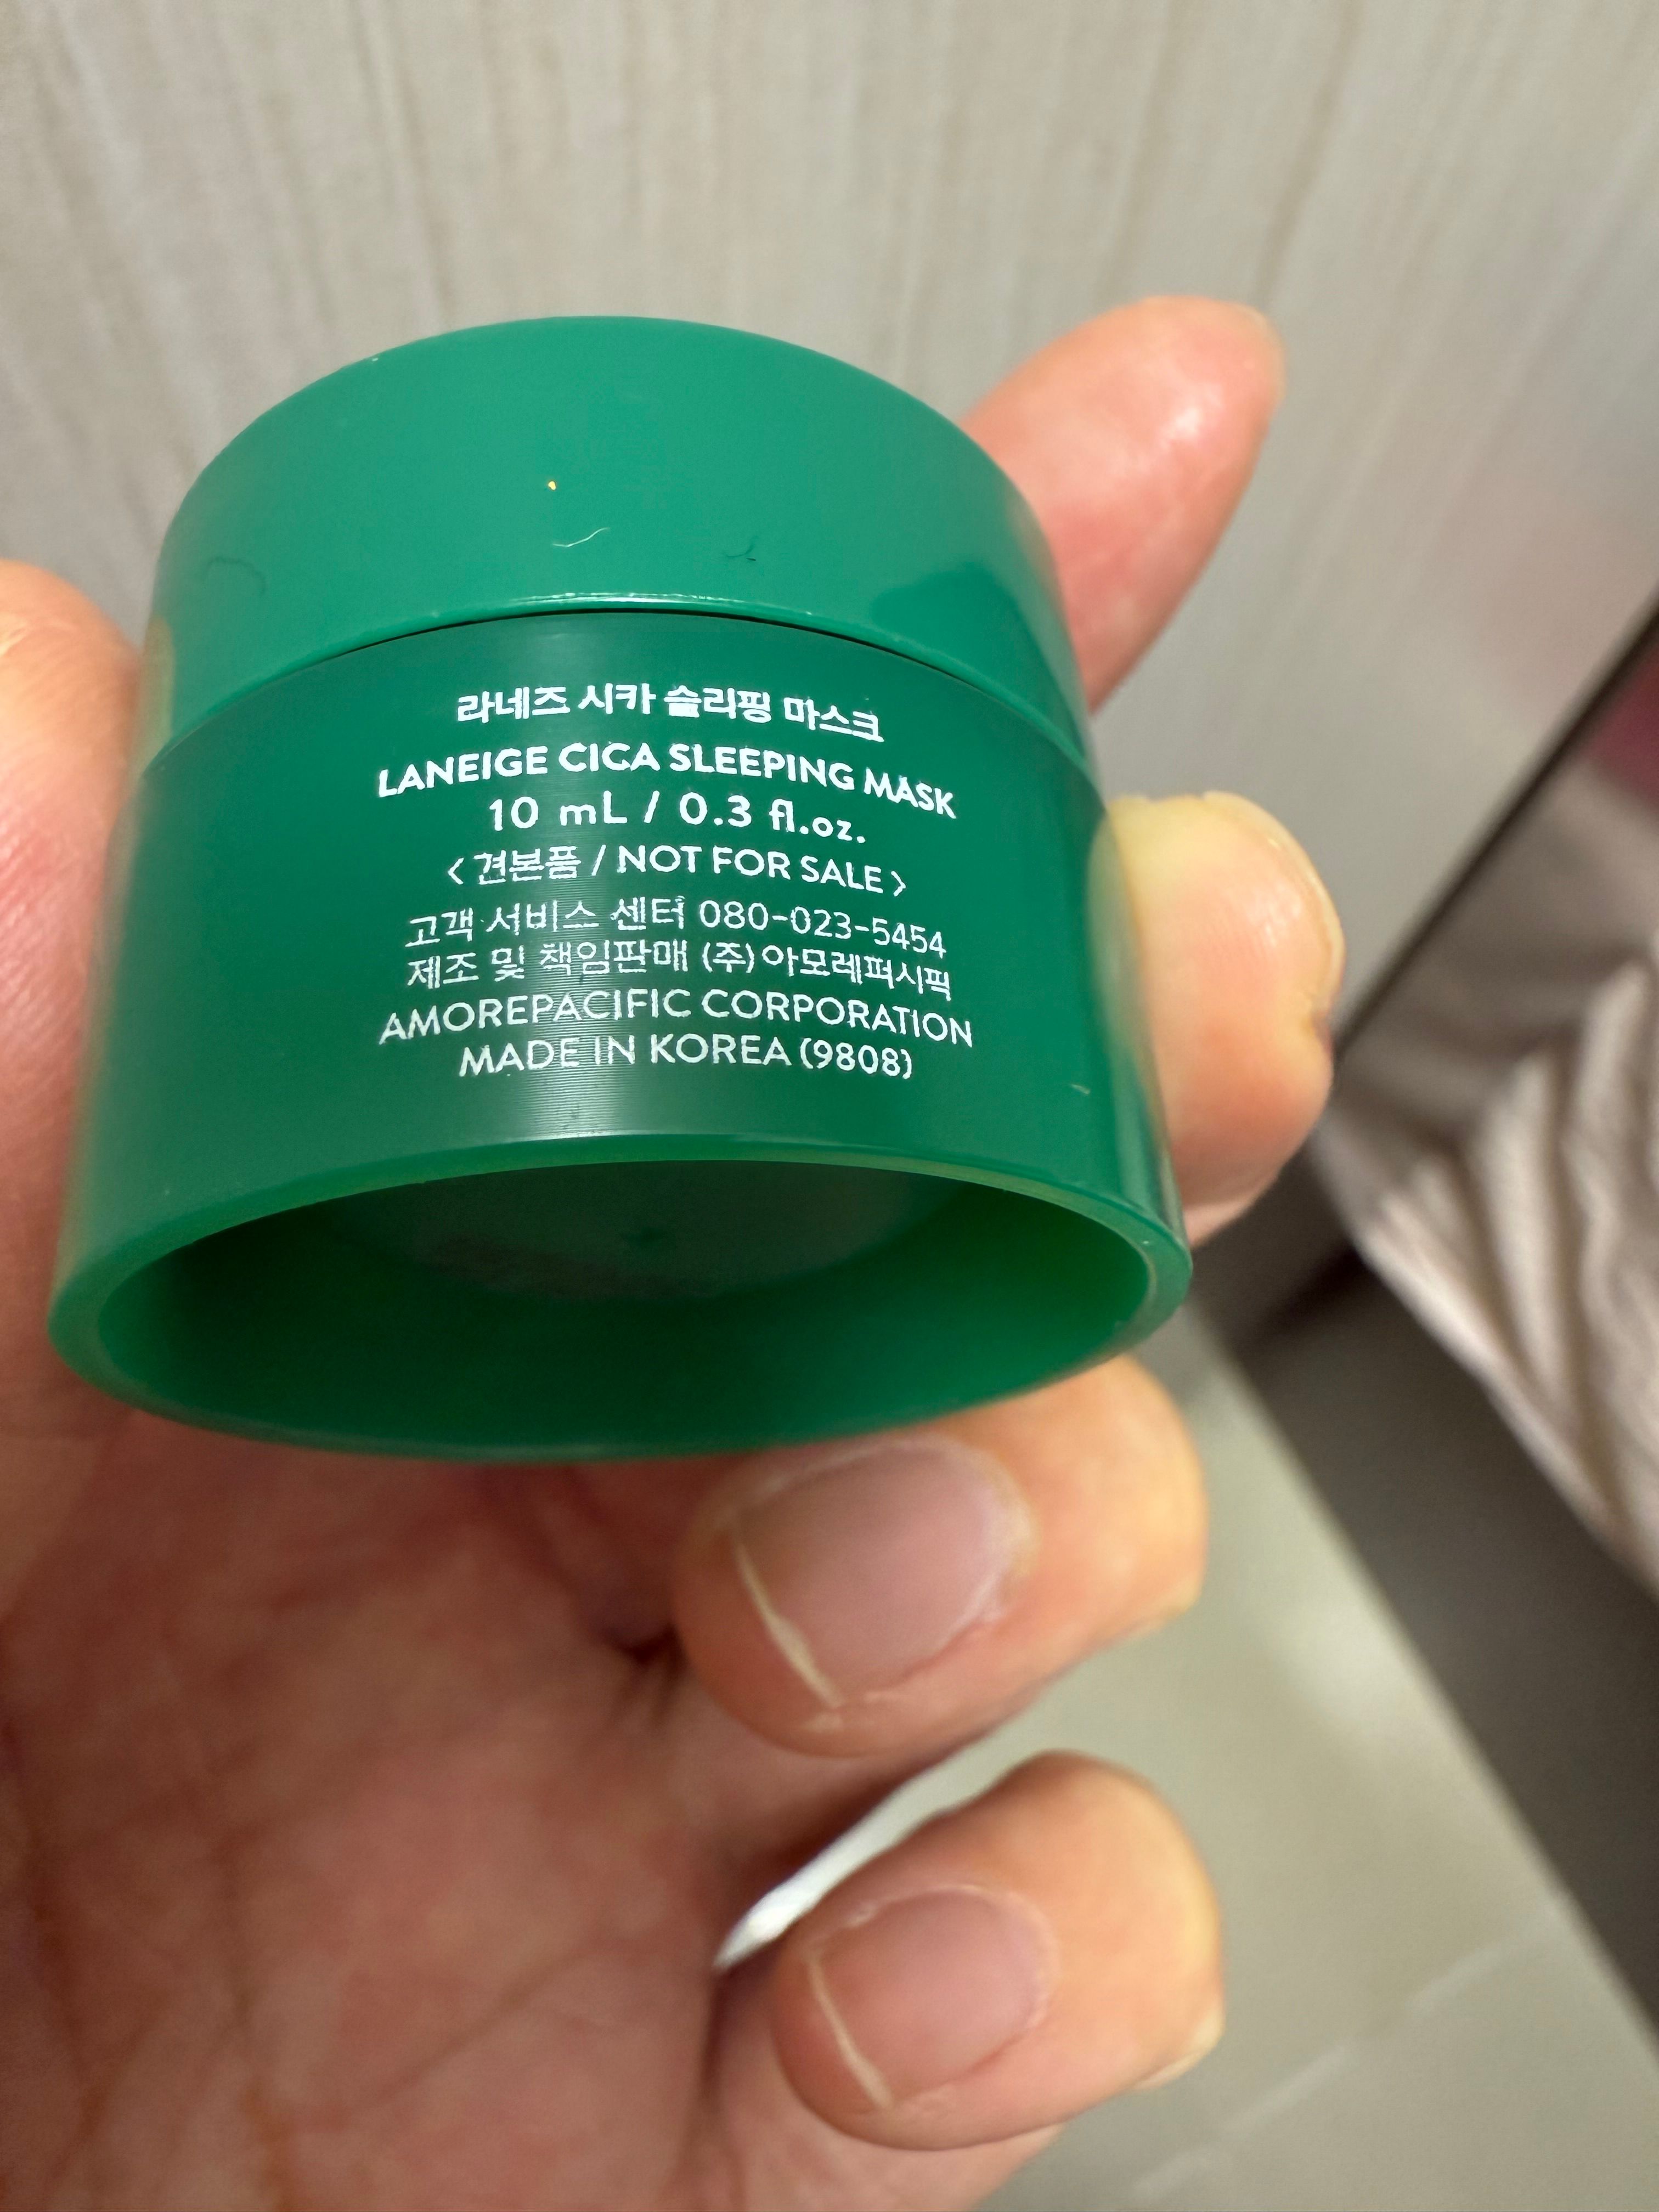 라네즈 시카 슬리핑 마스크
LANEIGE CICA SLEEPING MASK
10 mL / 0.3 fl.oz.
< 견본품 / NOT FOR SALE >
고객 서비스 센터 080-023-5454
제조 및 책임판매 (주)아모레퍼시픽
AMOREPACIFIC CORPORATION
MADE IN KOREA (9808)